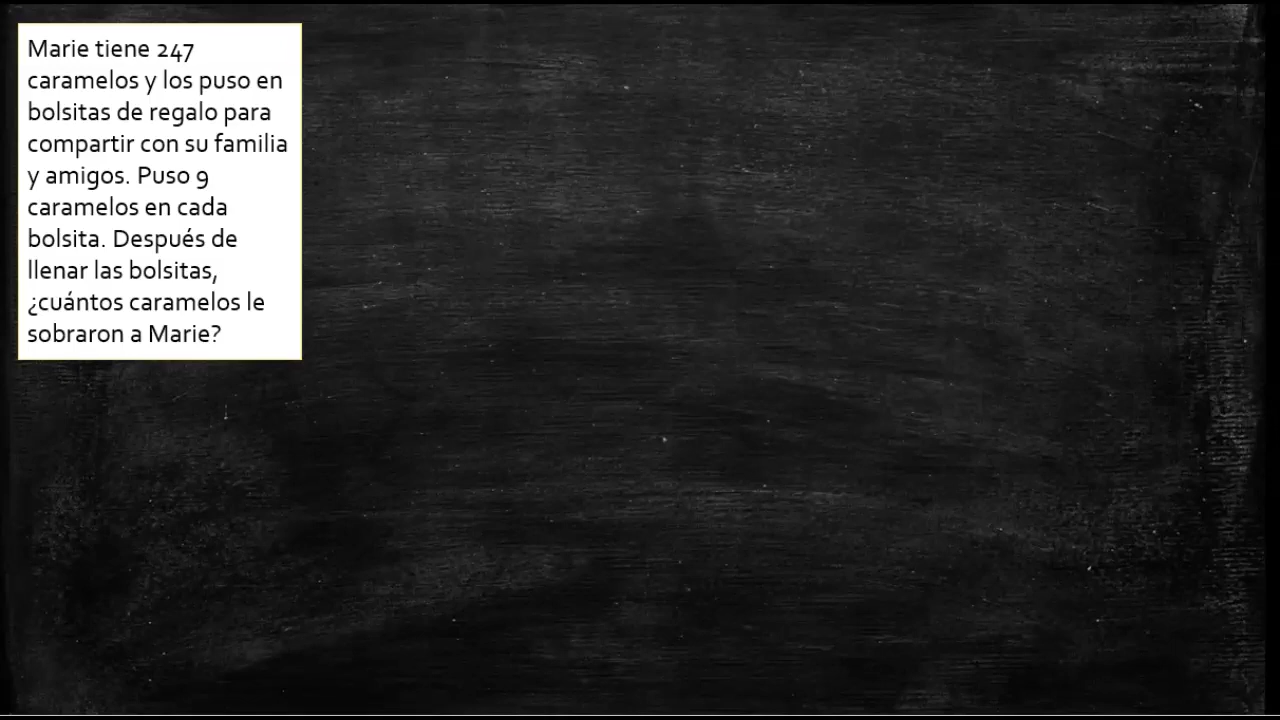 Marie tiene 247
caramelos y los puso en
bolsitas de regalo para
compartir con su familia
y amigos. Puso 9
caramelos en cada
bolsita. Después de
llenar las bolsitas,
¿cuántos caramelos le
sobraron a Marie?